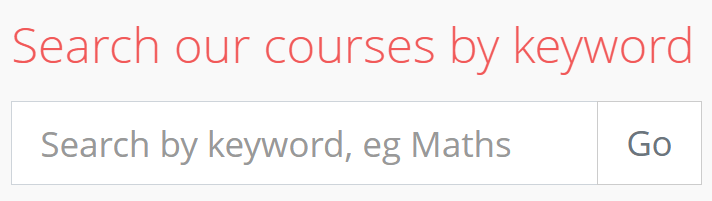 Search our courses by keyword
Search by keyword, eg Maths Go